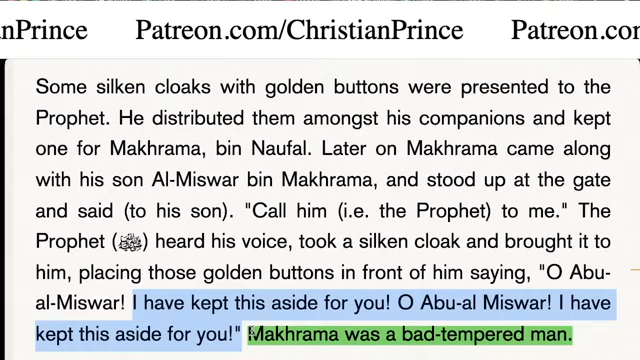 nPrince Patreon.com/ChristianPrince Patreon.co
Some silken cloaks with golden buttons were presented to the
Prophet. He distributed them amongst his companions and kept
one for Makhrama, bin Naufal. Later on Makhrama came along
with his son Al-Miswar bin Makhrama, and stood up at the gate
and said (to his son). "Call him (i.e. the Prophet) to me." The
Prophet (ﷺ) heard his voice, took a silken cloak and brought it to
him, placing those golden buttons in front of him saying, "O Abu-
al-Miswar! I have kept this aside for you! O Abu-al Miswar! I have
kept this aside for you!" Makhrama was a bad-tempered man.